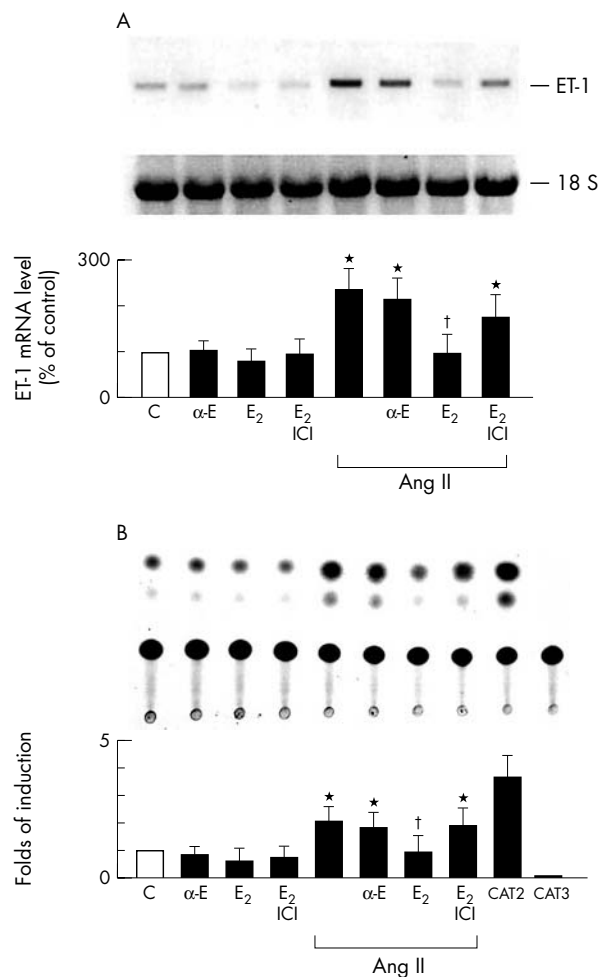 A
ET-1
18 S
ET-1 mRNA level
(% of control)
300
0
★ ★ † ★
C α-E E₂ E₂ α-E E₂ E₂
ICI ICI
Ang II
B
Folds of induction
5
0
★ ★ † ★
C α-E E₂ E₂ α-E E₂ E₂ CAT2 CAT3
ICI ICI
Ang II